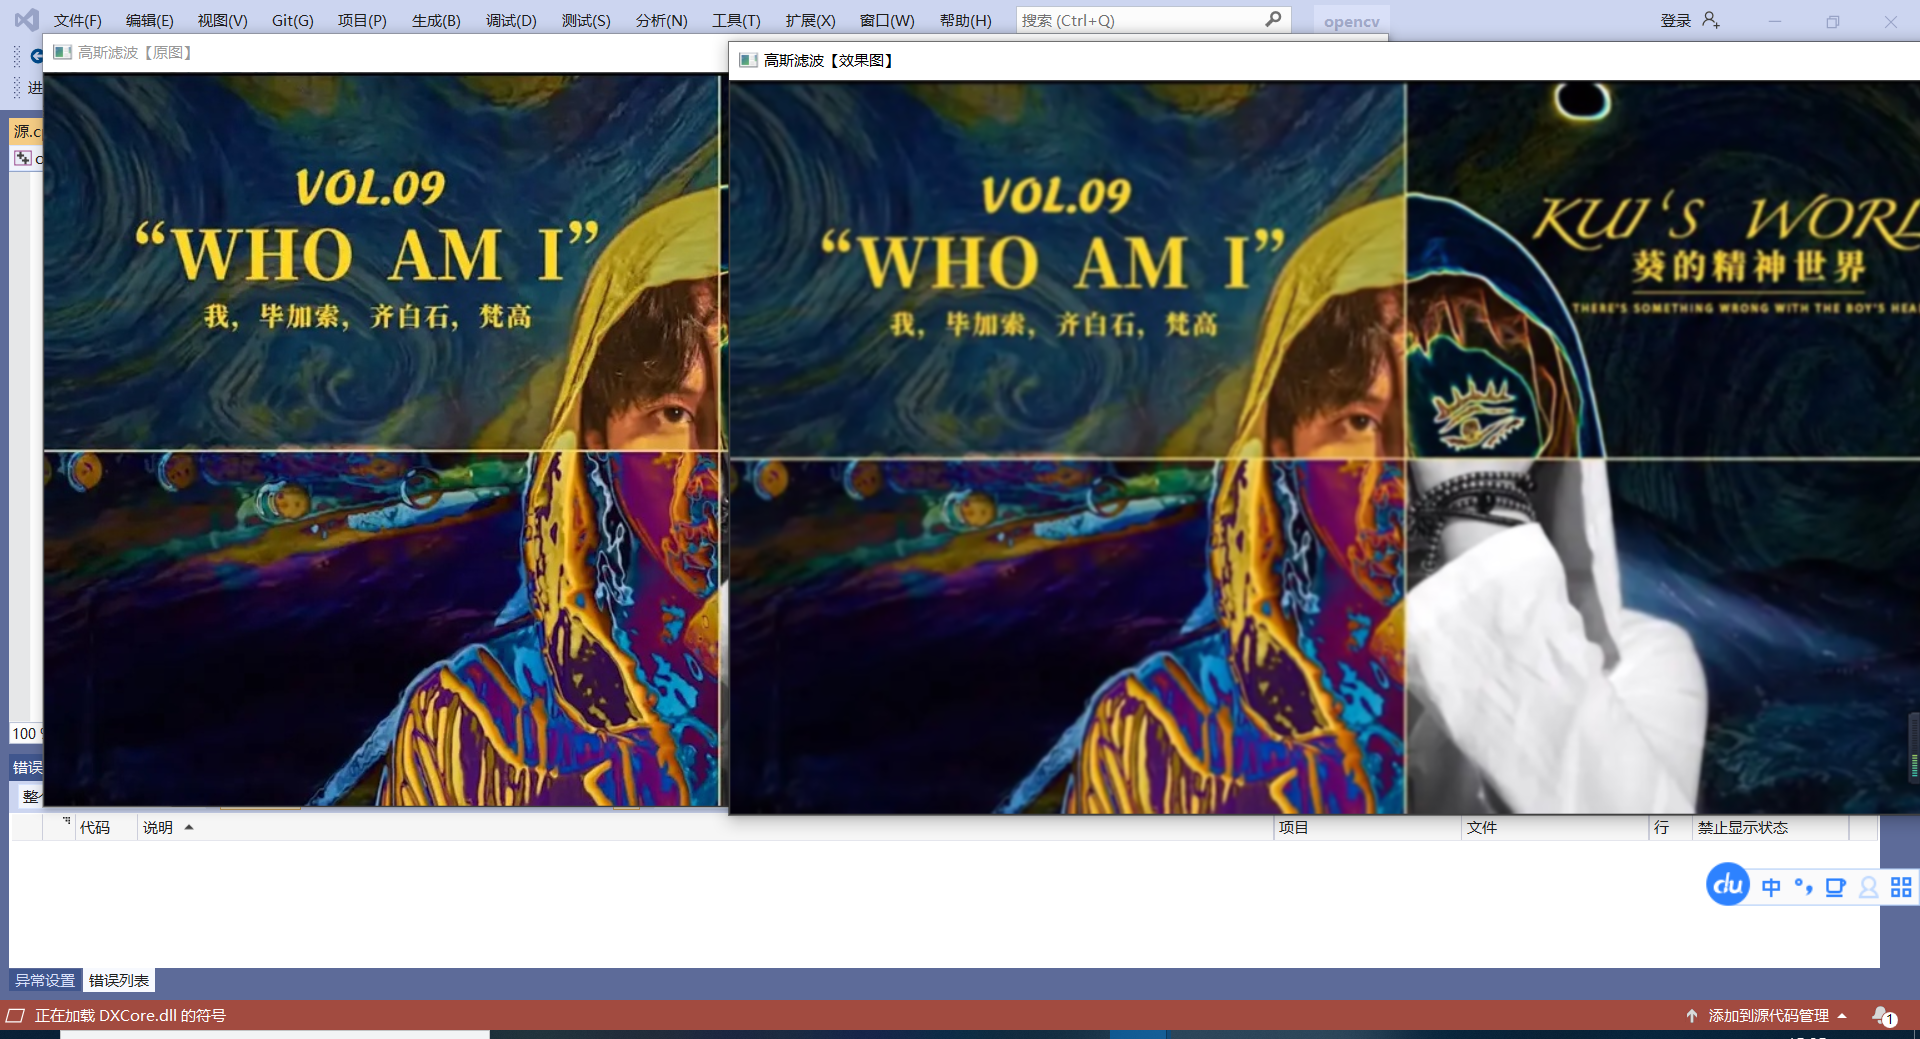 文件(F) 编辑(E) 视图(V) Git(G) 项目(P) 生成(B) 调试(D) 测试(S) 分析(N) 工具(T) 扩展(X) 窗口(W) 帮助(H) 搜索 (Ctrl+Q) opencv 登录
高斯滤波【原图】
高斯滤波【效果图】
进
源.c
VOL.09
“WHO AM I”
我，毕加索，齐白石，梵高
VOL.09
“WHO AM I”
我，毕加索，齐白石，梵高
KUI'S WORL
葵的精神世界
THERE'S SOMETHING WRONG WITH THE BOY'S HEA
100 %
错误
整个
代码 说明 项目 文件 行 禁止显示状态
du 中
异常设置 错误列表
正在加载 DXCore.dll 的符号 添加到源代码管理 1